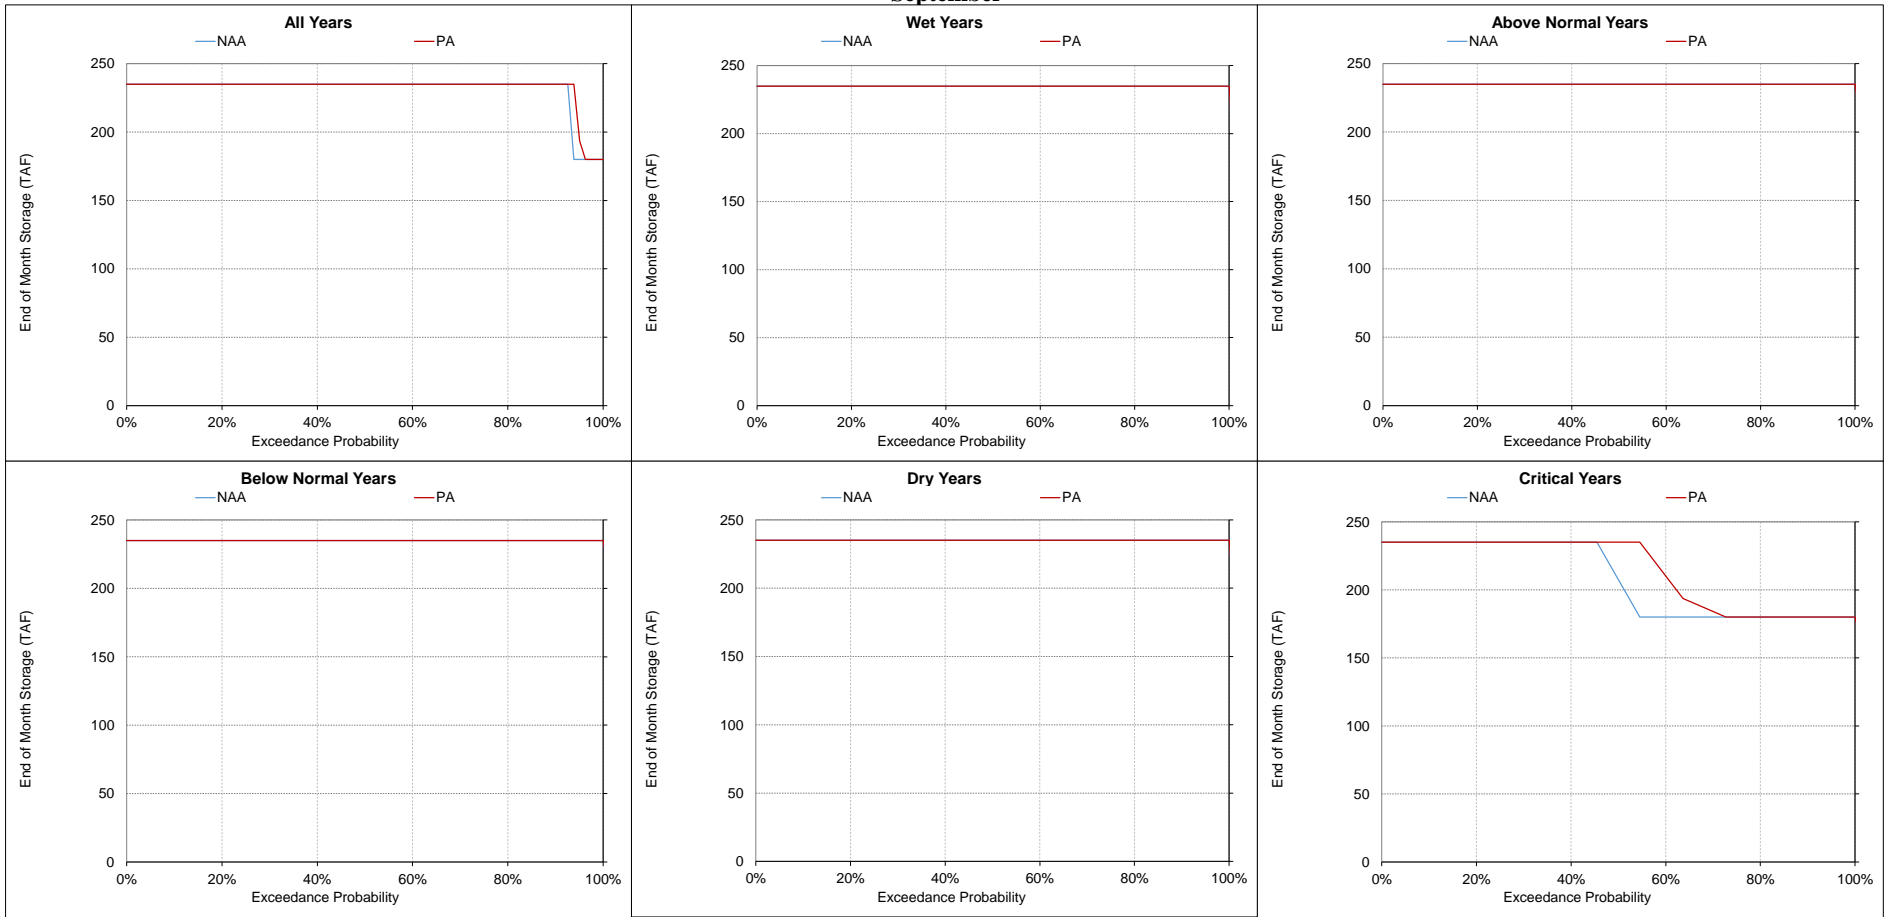 September
All Years
NAA PA
250
200
150
100
50
0
End of Month Storage (TAF)
0% 20% 40% 60% 80% 100%
Exceedance Probability
Wet Years
NAA PA
250
200
150
100
50
0
End of Month Storage (TAF)
0% 20% 40% 60% 80% 100%
Exceedance Probability
Above Normal Years
NAA PA
250
200
150
100
50
0
End of Month Storage (TAF)
0% 20% 40% 60% 80% 100%
Exceedance Probability
Below Normal Years
NAA PA
250
200
150
100
50
0
End of Month Storage (TAF)
0% 20% 40% 60% 80% 100%
Exceedance Probability
Dry Years
NAA PA
250
200
150
100
50
0
End of Month Storage (TAF)
0% 20% 40% 60% 80% 100%
Exceedance Probability
Critical Years
NAA PA
250
200
150
100
50
0
End of Month Storage (TAF)
0% 20% 40% 60% 80% 100%
Exceedance Probability